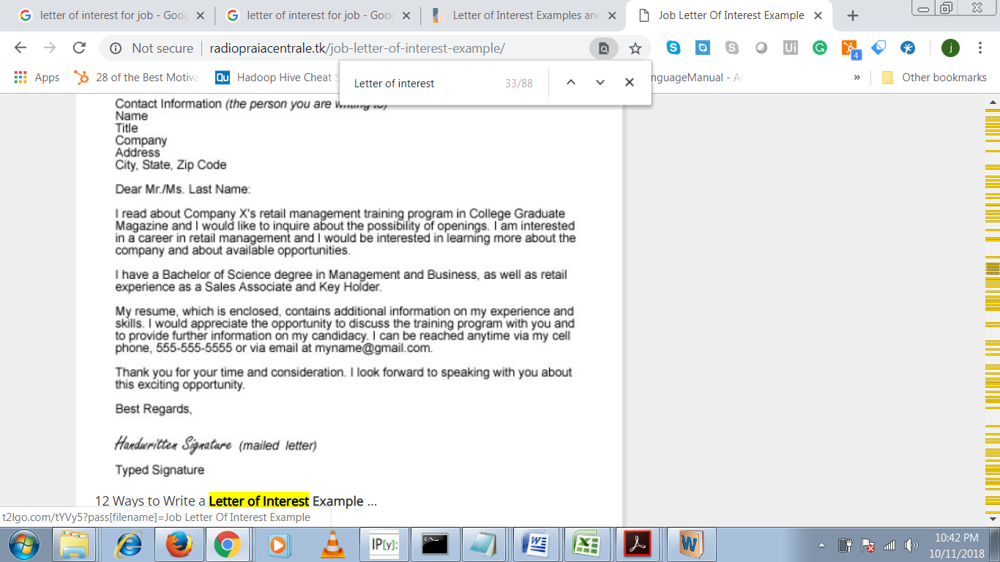 letter of interest for job - Goog
letter of interest for job - Goog
Letter of Interest Examples and
Job Letter Of Interest Example
Not secure
radiopraiacentrale.tk/job-letter-of-interest-example/
Ui
4
j
Apps
28 of the Best Motiva
Qu
Hadoop Hive Cheat S
nguageManual - Ap
»
Other bookmarks
Letter of interest
33/88
Contact Information (the person you are writing to)
Name
Title
Company
Address
City, State, Zip Code
Dear Mr./Ms. Last Name:
I read about Company X's retail management training program in College Graduate
Magazine and I would like to inquire about the possibility of openings. I am interested
in a career in retail management and I would be interested in learning more about the
company and about available opportunities.
I have a Bachelor of Science degree in Management and Business, as well as retail
experience as a Sales Associate and Key Holder.
My resume, which is enclosed, contains additional information on my experience and
skills. I would appreciate the opportunity to discuss the training program with you and
to provide further information on my candidacy. I can be reached anytime via my cell
phone, 555-555-5555 or via email at myname@gmail.com.
Thank you for your time and consideration. I look forward to speaking with you about
this exciting opportunity.
Best Regards,
Handwritten Signature (mailed letter)
Typed Signature
12 Ways to Write a Letter of Interest Example ...
t2lgo.com/tYVy5?pass[filename]=Job Letter Of Interest Example
IP[y]:
10:42 PM
10/11/2018